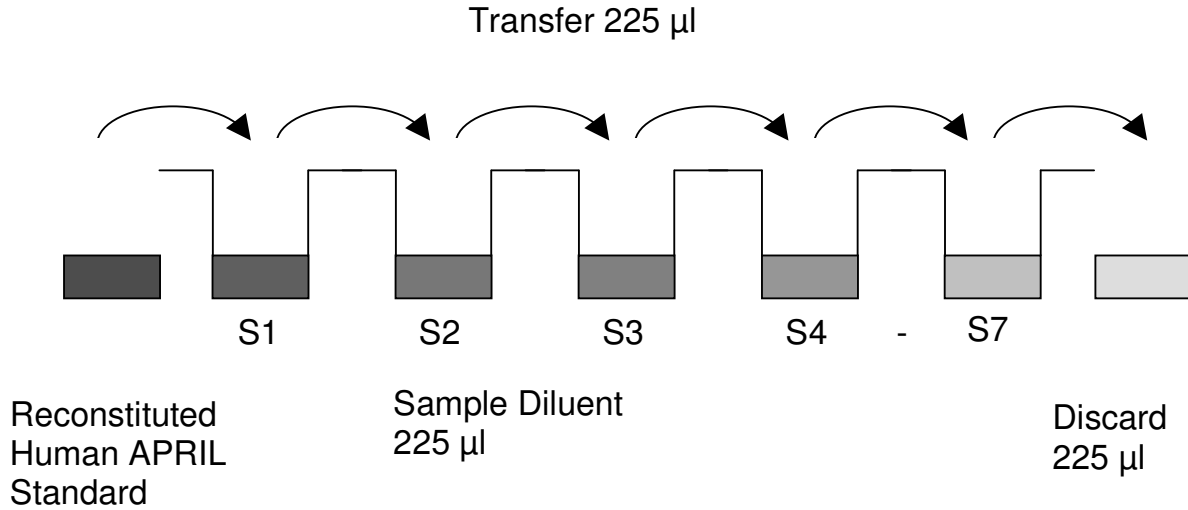 Transfer 225 µl
S1 S2 S3 S4 - S7
Reconstituted
Human APRIL
Standard
Sample Diluent
225 µl
Discard
225 µl